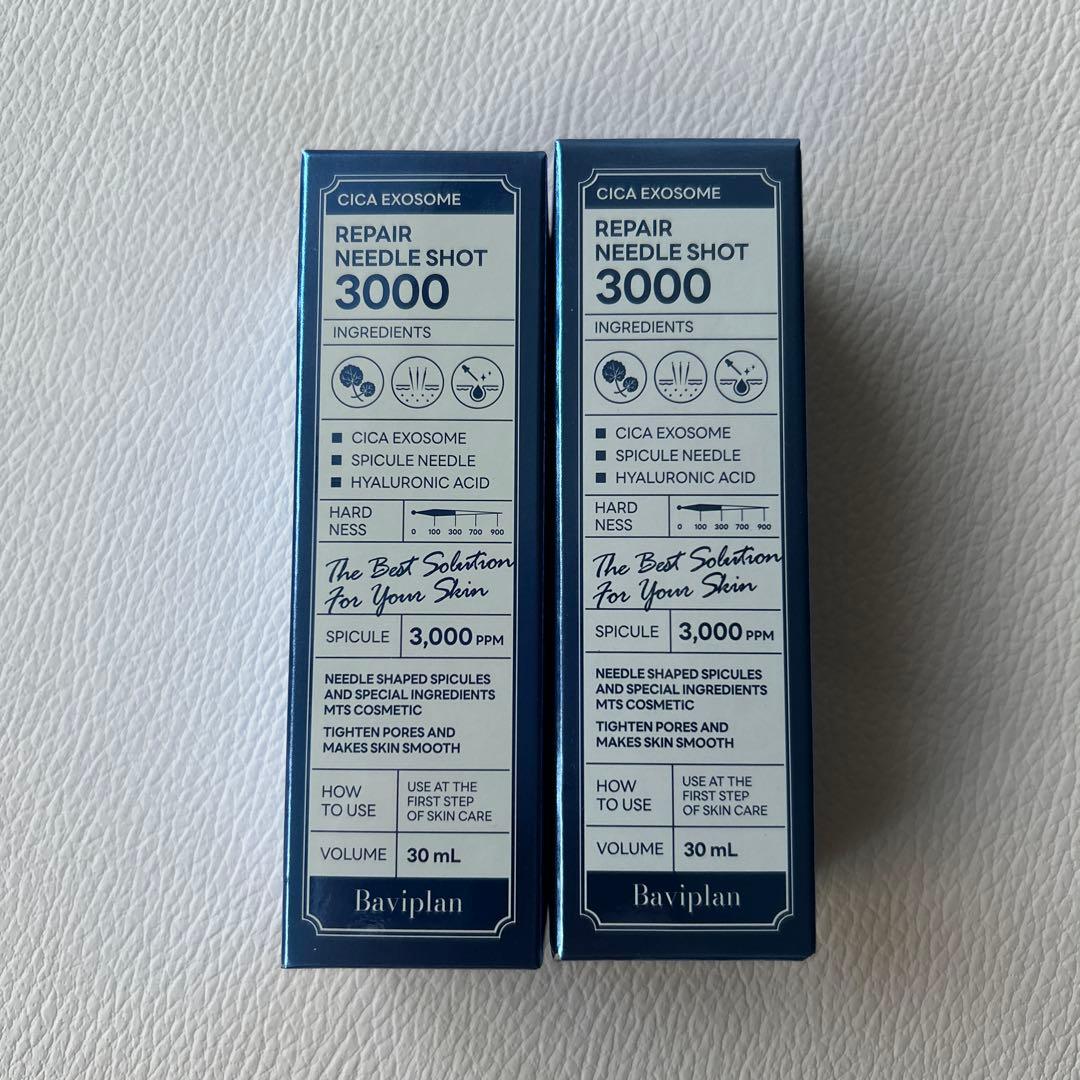 CICA EXOSOME
REPAIR
NEEDLE SHOT
3000
INGREDIENTS
■ CICA EXOSOME
■ SPICULE NEEDLE
■ HYALURONIC ACID
HARD
NESS
0 100 300 700 900
The Best Solution
For Your Skin
SPICULE
3,000 PPM
NEEDLE SHAPED SPICULES
AND SPECIAL INGREDIENTS
MTS COSMETIC
TIGHTEN PORES AND
MAKES SKIN SMOOTH
HOW
TO USE
USE AT THE
FIRST STEP
OF SKIN CARE
VOLUME
30 mL
Baviplan
CICA EXOSOME
REPAIR
NEEDLE SHOT
3000
INGREDIENTS
■ CICA EXOSOME
■ SPICULE NEEDLE
■ HYALURONIC ACID
HARD
NESS
0 100 300 700 900
The Best Solution
For Your Skin
SPICULE
3,000 PPM
NEEDLE SHAPED SPICULES
AND SPECIAL INGREDIENTS
MTS COSMETIC
TIGHTEN PORES AND
MAKES SKIN SMOOTH
HOW
TO USE
USE AT THE
FIRST STEP
OF SKIN CARE
VOLUME
30 mL
Baviplan